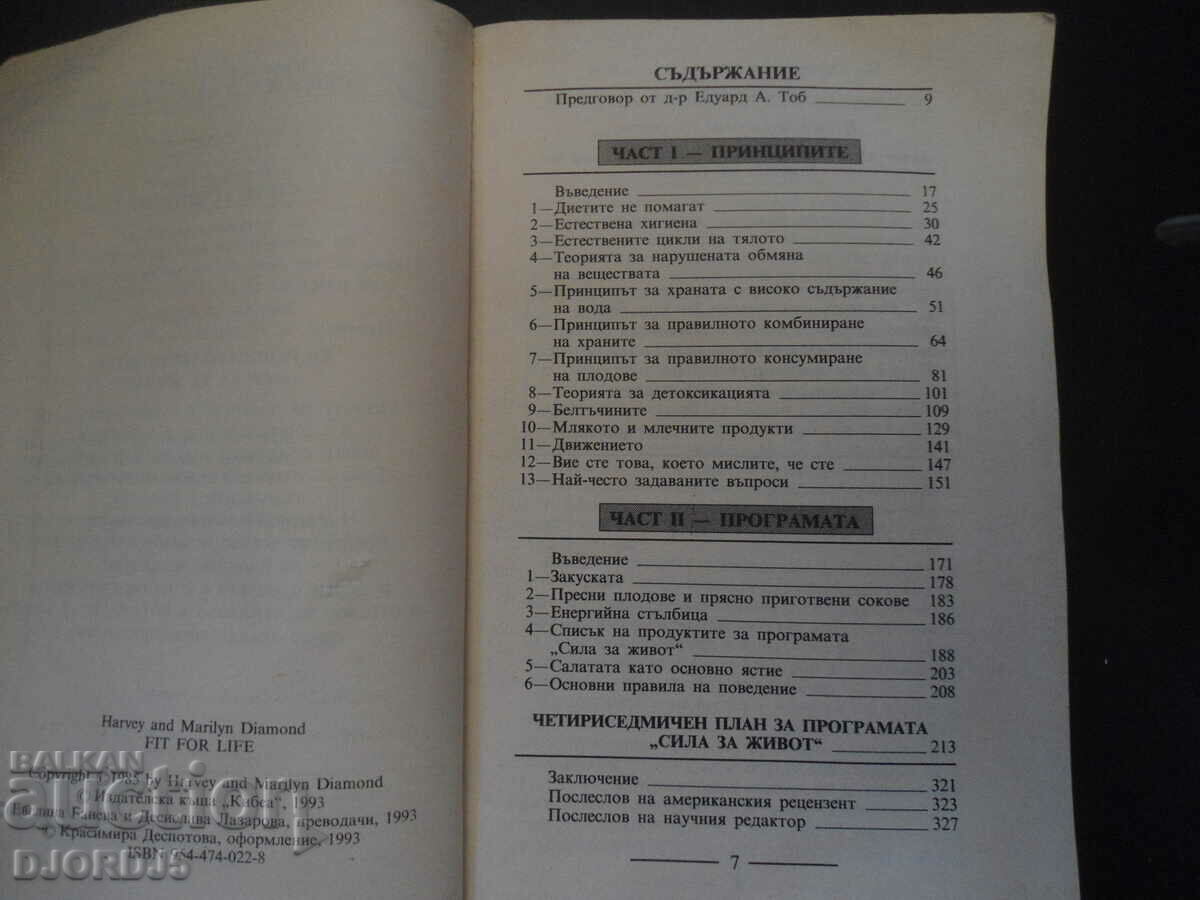 Harvey and Marilyn Diamond
FIT FOR LIFE
Copyright © 1985 by Harvey and Marilyn Diamond
© Издателска къща „Кибеа“, 1993
и Десислава Лазарова, преводачи, 1993
Красимира Деспотова, оформление, 1993
ISBN 954-474-022-8
BALKAN
auction
DJORDJ5
СЪДЪРЖАНИЕ
Предговор от д-р Едуард А. Тоб 9
ЧАСТ I — ПРИНЦИПИТЕ
Въведение 17
1—Диетите не помагат 25
2—Естествена хигиена 30
3—Естествените цикли на тялото 42
4—Теорията за нарушената обмяна
на веществата 46
5—Принципът за храната с високо съдържание
на вода 51
6—Принципът за правилното комбиниране
на храните 64
7—Принципът за правилното консумиране
на плодове 81
8—Теорията за детоксикацията 101
9—Белтъчините 109
10—Млякото и млечните продукти 129
11—Движението 141
12—Вие сте това, което мислите, че сте 147
13—Най-често задаваните въпроси 151
ЧАСТ II — ПРОГРАМАТА
Въведение 171
1—Закуската 178
2—Пресни плодове и прясно приготвени сокове 183
3—Енергийна стълбица 186
4—Списък на продуктите за програмата
„Сила за живот“ 188
5—Салатата като основно ястие 203
6—Основни правила на поведение 208
ЧЕТИРИСЕДМИЧЕН ПЛАН ЗА ПРОГРАМАТА
„СИЛА ЗА ЖИВОТ“ 213
Заключение 321
Послеслов на американския рецензент 323
Послеслов на научния редактор 327
7